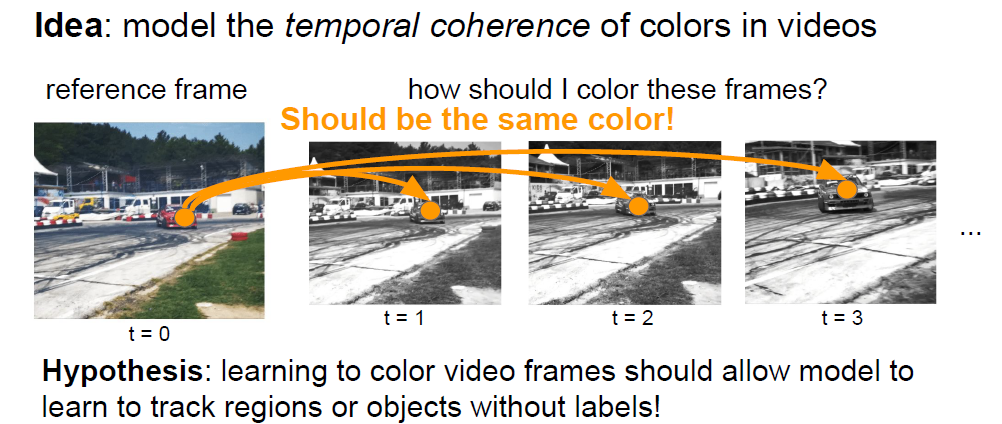 Idea: model the temporal coherence of colors in videos
reference frame
how should I color these frames?
Should be the same color!
t = 0
t = 1
t = 2
t = 3
...
Hypothesis: learning to color video frames should allow model to
learn to track regions or objects without labels!